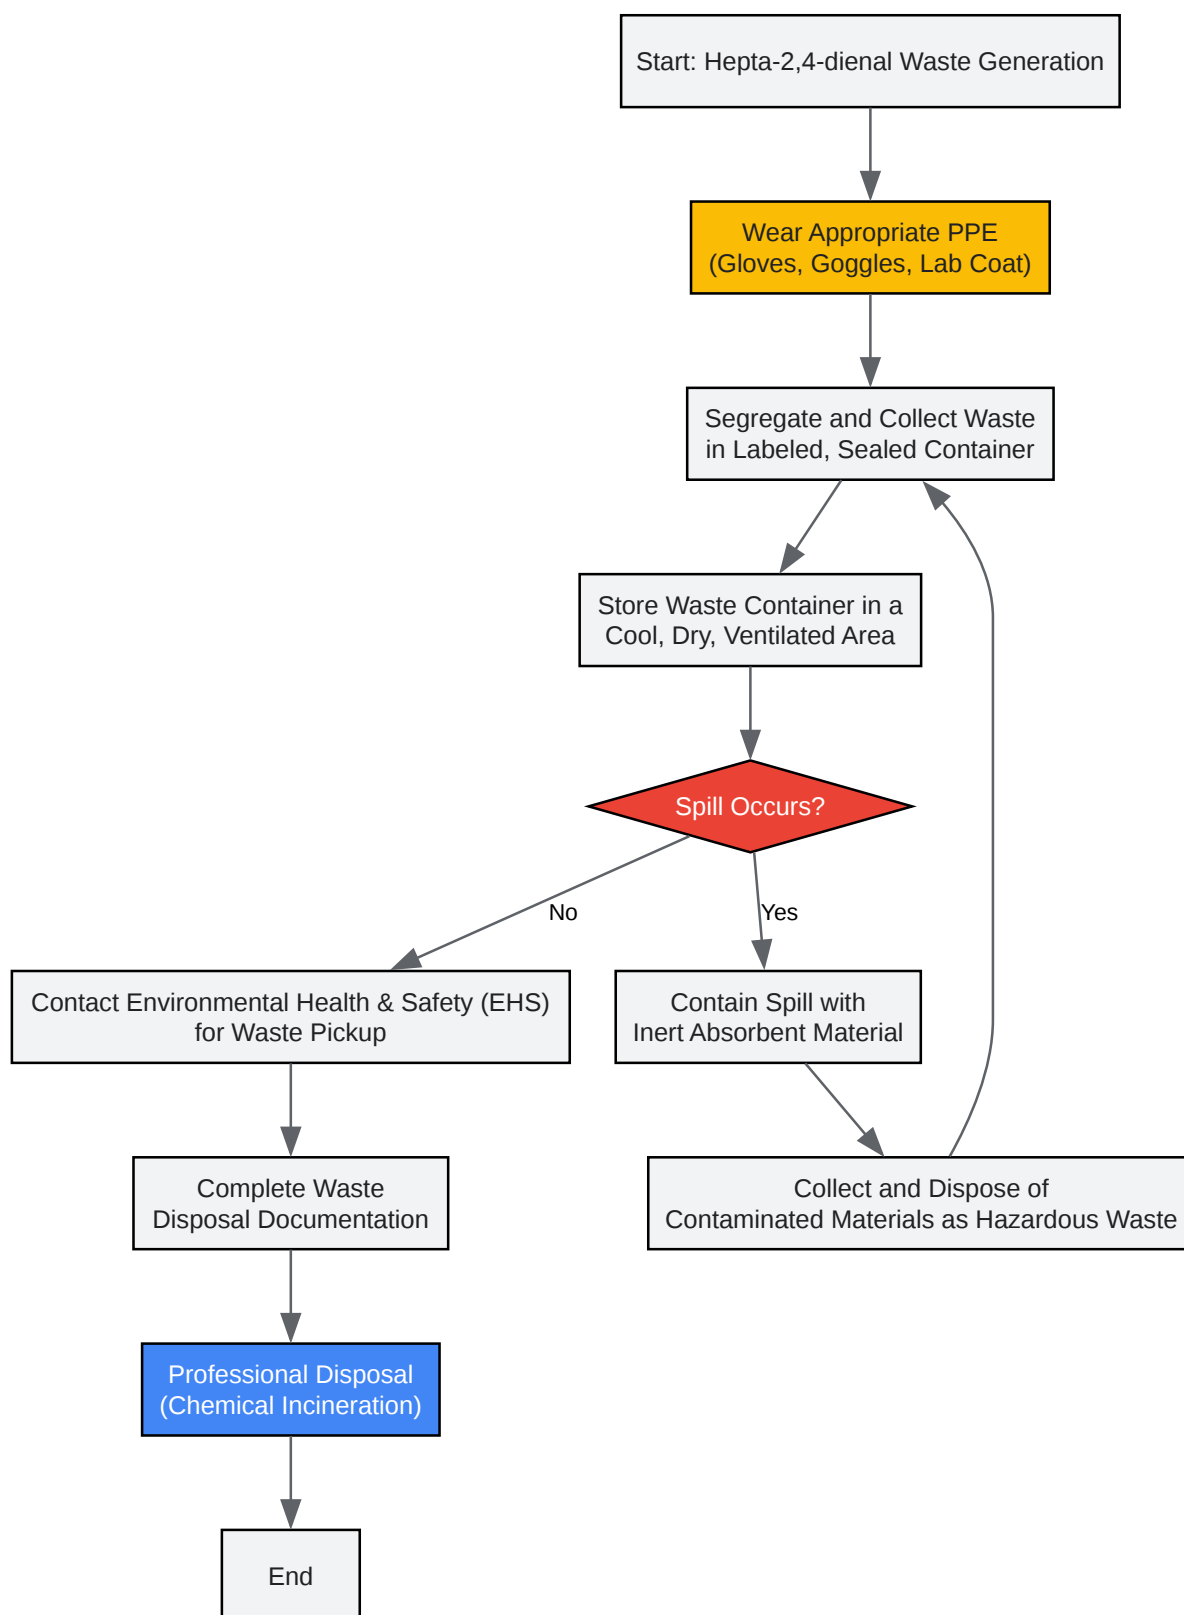 Start: Hepta-2,4-dienal Waste Generation
Wear Appropriate PPE
(Gloves, Goggles, Lab Coat)
Segregate and Collect Waste
in Labeled, Sealed Container
Store Waste Container in a
Cool, Dry, Ventilated Area
Spill Occurs?
No
Yes
Contact Environmental Health & Safety (EHS)
for Waste Pickup
Contain Spill with
Inert Absorbent Material
Complete Waste
Disposal Documentation
Collect and Dispose of
Contaminated Materials as Hazardous Waste
Professional Disposal
(Chemical Incineration)
End